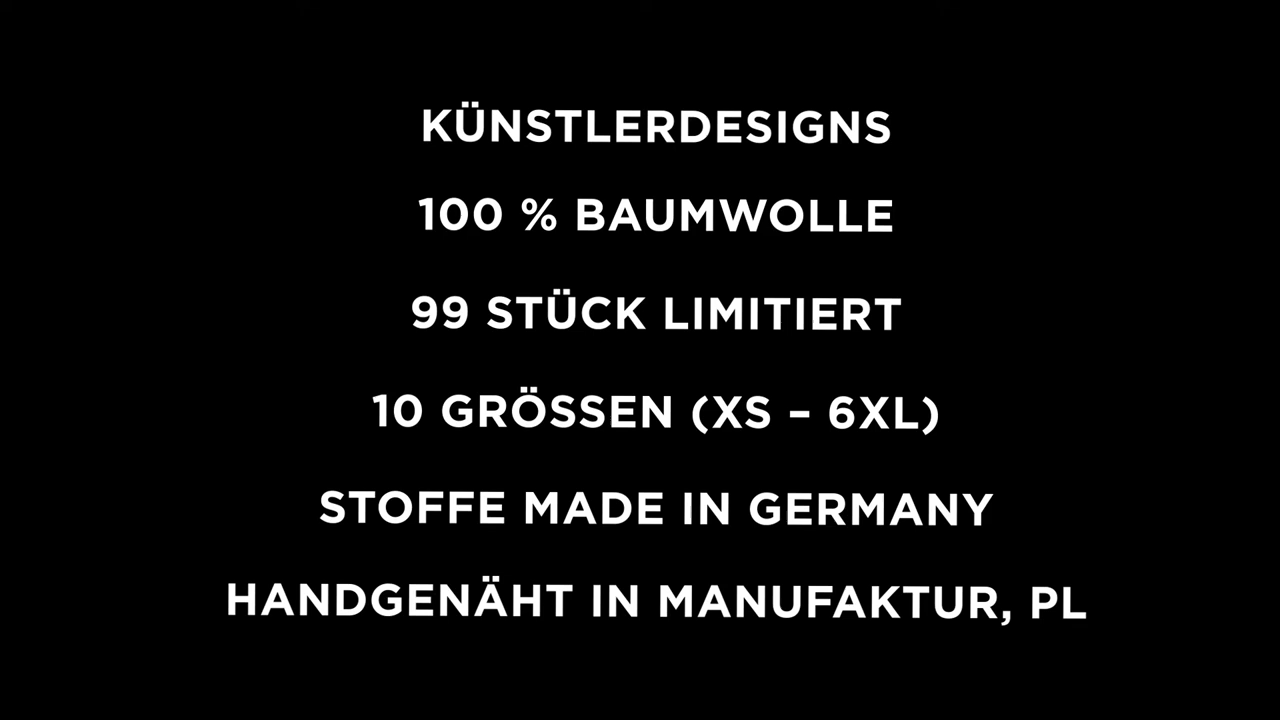 KÜNSTLERDESIGNS
100 % BAUMWOLLE
99 STÜCK LIMITIERT
10 GRÖSSEN (XS – 6XL)
STOFFE MADE IN GERMANY
HANDGENÄHT IN MANUFAKTUR, PL